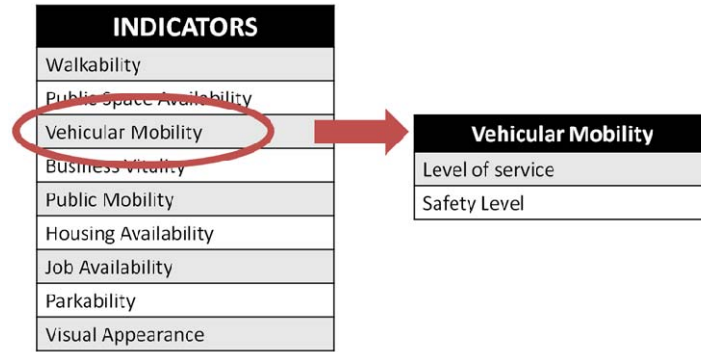 INDICATORS
Walkability
Public Space Availability
Vehicular Mobility
Business Vitality
Public Mobility
Housing Availability
Job Availability
Parkability
Visual Appearance
Vehicular Mobility
Level of service
Safety Level